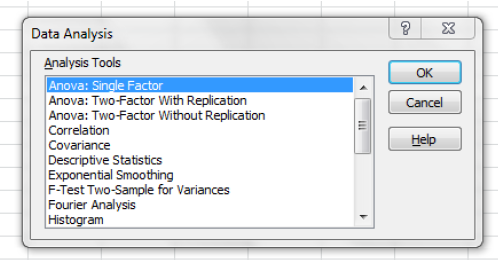 Data Analysis
Analysis Tools
Anova: Single Factor
Anova: Two-Factor With Replication
Anova: Two-Factor Without Replication
Correlation
Covariance
Descriptive Statistics
Exponential Smoothing
F-Test Two-Sample for Variances
Fourier Analysis
Histogram
OK
Cancel
Help